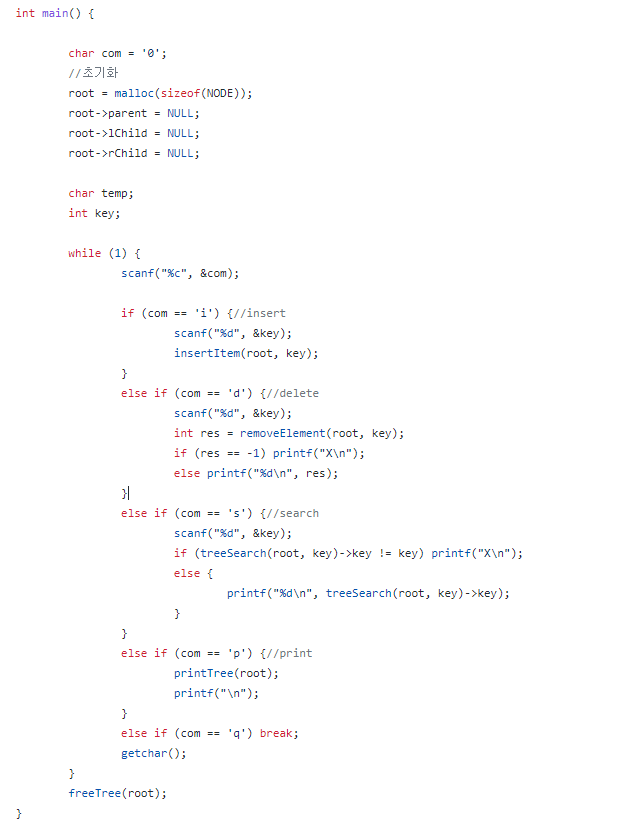 int main() {
char com = '0';
//초기화
root = malloc(sizeof(NODE));
root->parent = NULL;
root->lChild = NULL;
root->rChild = NULL;
char temp;
int key;
while (1) {
scanf("%c", &com);
if (com == 'i') {//insert
scanf("%d", &key);
insertItem(root, key);
}
else if (com == 'd') {//delete
scanf("%d", &key);
int res = removeElement(root, key);
if (res == -1) printf("X\n");
else printf("%d\n", res);
}
else if (com == 's') {//search
scanf("%d", &key);
if (treeSearch(root, key)->key != key) printf("X\n");
else {
printf("%d\n", treeSearch(root, key)->key);
}
}
else if (com == 'p') {//print
printTree(root);
printf("\n");
}
else if (com == 'q') break;
getchar();
}
freeTree(root);
}